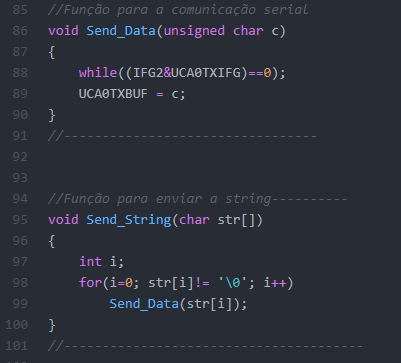 85 //Função para a comunicação serial
86 void Send_Data(unsigned char c)
87 {
88     while((IFG2&UCA0TXIFG)==0);
89     UCA0TXBUF = c;
90 }
91 //---------------------------------
92
93
94 //Função para enviar a string----------
95 void Send_String(char str[])
96 {
97     int i;
98     for(i=0; str[i]!= '\0'; i++)
99         Send_Data(str[i]);
100 }
101 //---------------------------------------